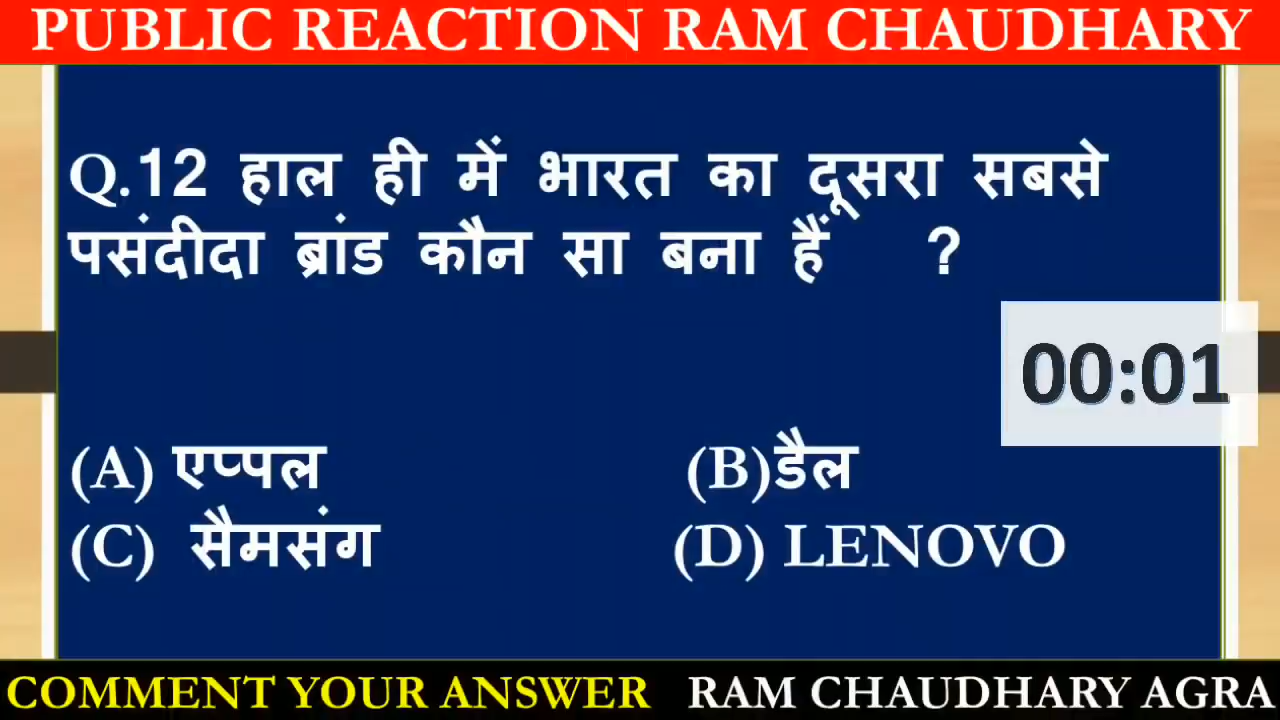 PUBLIC REACTION RAM CHAUDHARY
Q.12 हाल ही में भारत का दूसरा सबसे
पसंदीदा ब्रांड कौन सा बना हैं ?
00:01
(A) एप्पल (B)डैल
(C) सैमसंग (D) LENOVO
COMMENT YOUR ANSWER RAM CHAUDHARY AGRA